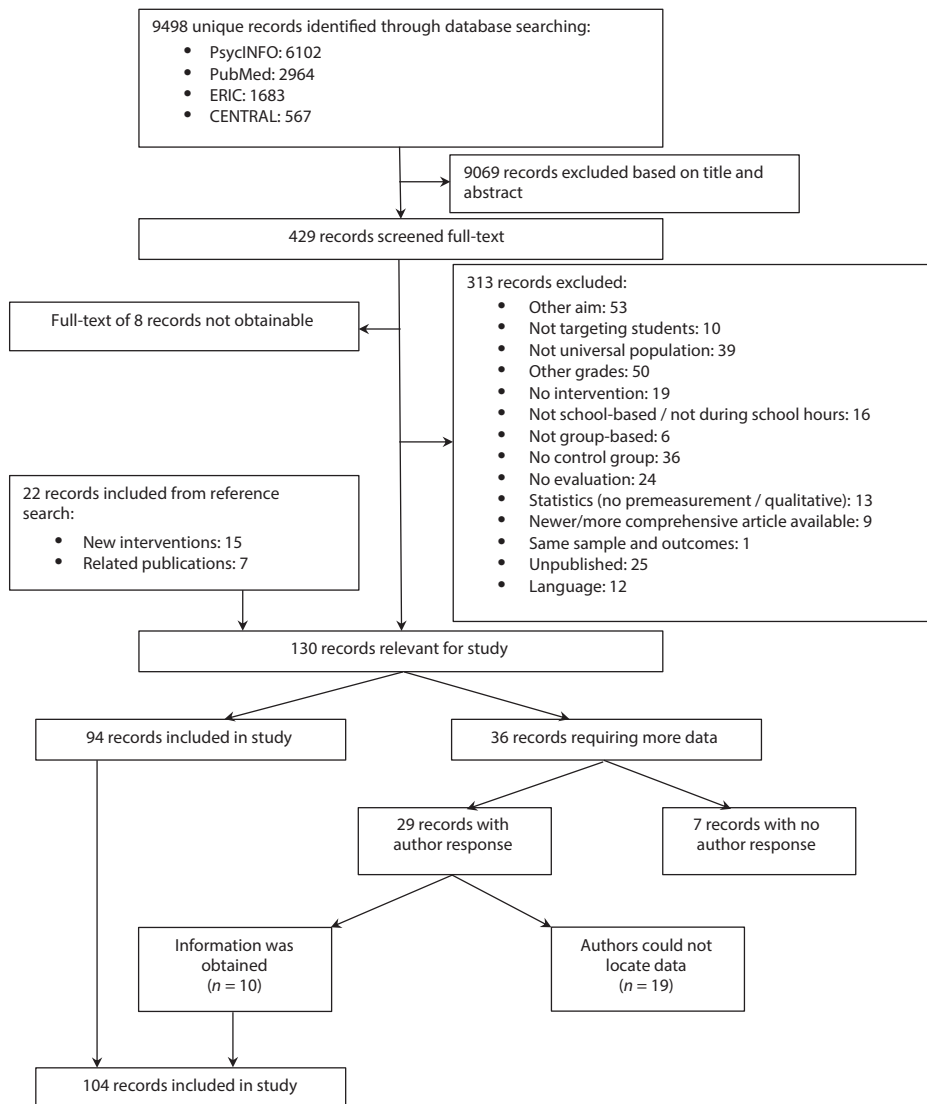 9498 unique records identified through database searching:
• PsycINFO: 6102
• PubMed: 2964
• ERIC: 1683
• CENTRAL: 567
9069 records excluded based on title and
abstract
429 records screened full-text
313 records excluded:
• Other aim: 53
• Not targeting students: 10
• Not universal population: 39
• Other grades: 50
• No intervention: 19
• Not school-based / not during school hours: 16
• Not group-based: 6
• No control group: 36
• No evaluation: 24
• Statistics (no premeasurement / qualitative): 13
• Newer/more comprehensive article available: 9
• Same sample and outcomes: 1
• Unpublished: 25
• Language: 12
Full-text of 8 records not obtainable
22 records included from reference
search:
• New interventions: 15
• Related publications: 7
130 records relevant for study
94 records included in study
36 records requiring more data
29 records with
author response
7 records with no
author response
Information was
obtained
(n = 10)
Authors could not
locate data
(n = 19)
104 records included in study